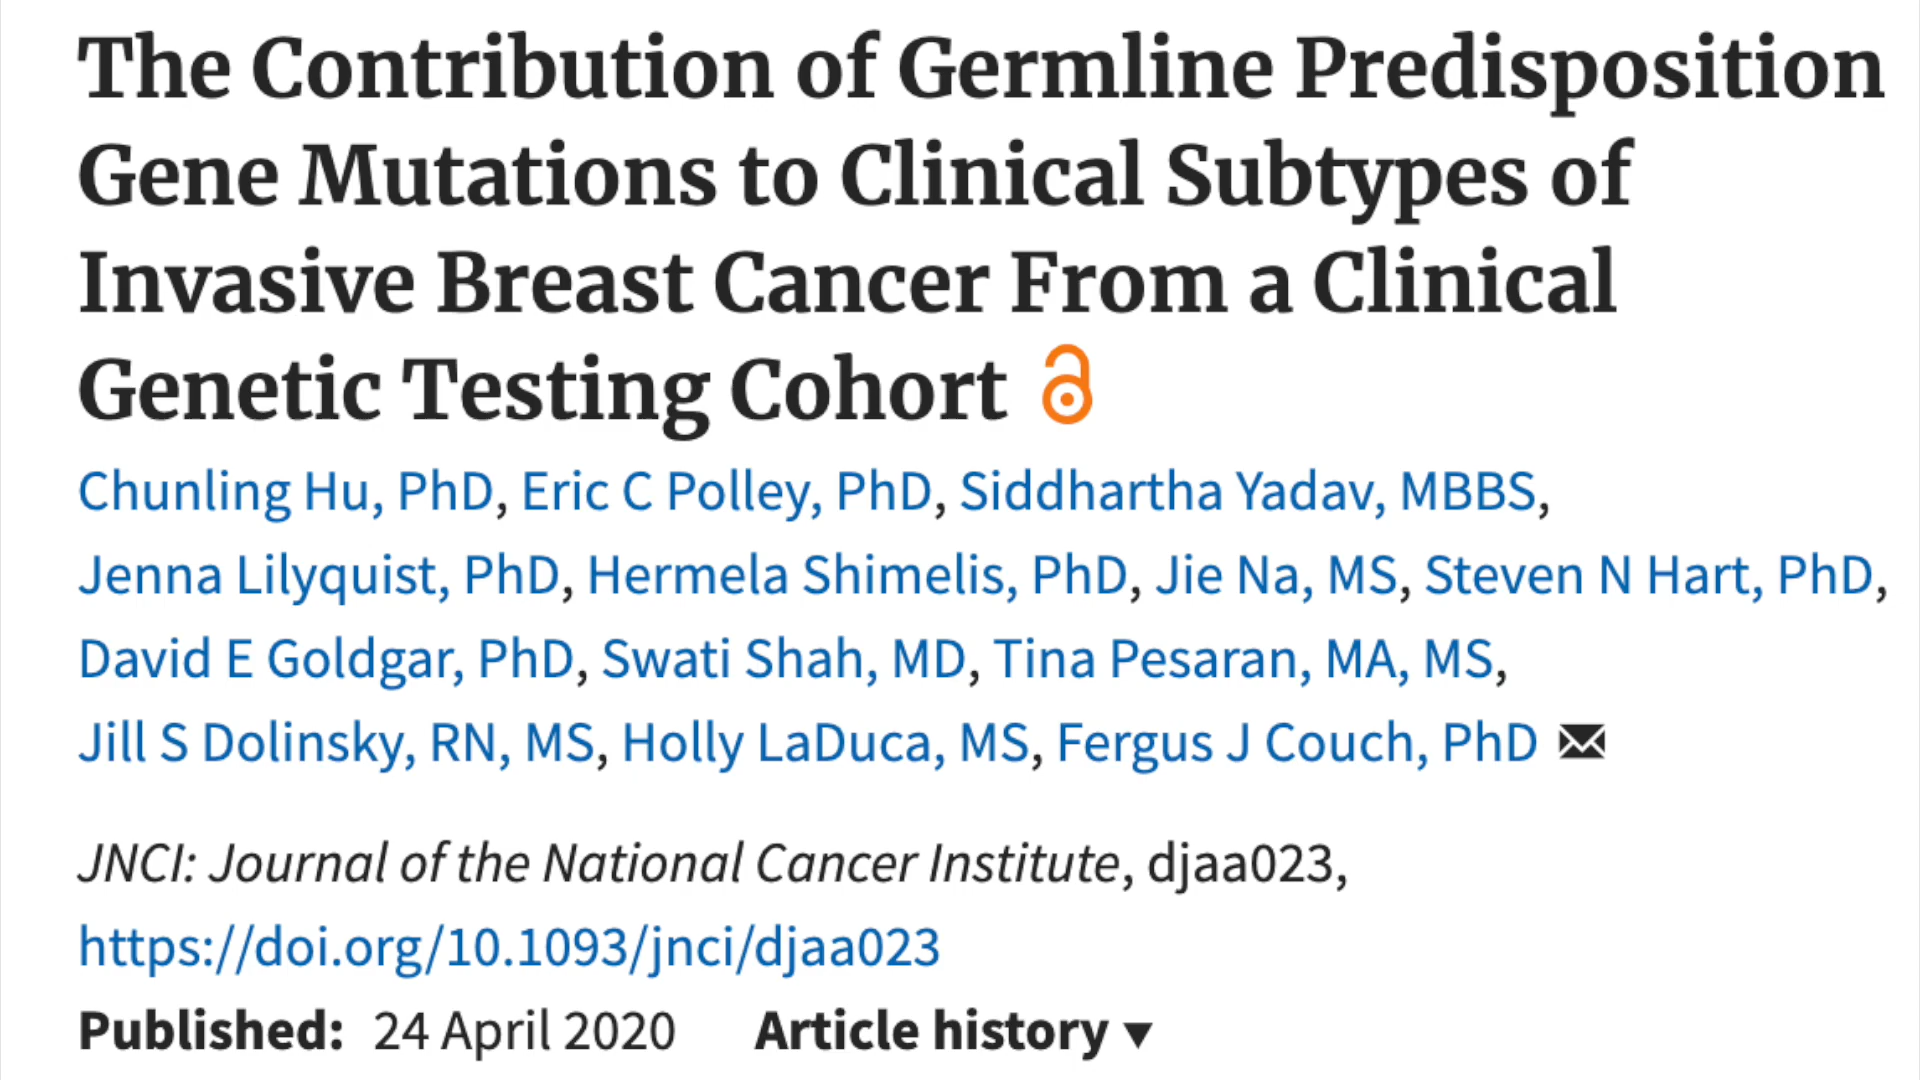 The Contribution of Germline Predisposition
Gene Mutations to Clinical Subtypes of
Invasive Breast Cancer From a Clinical
Genetic Testing Cohort
Chunling Hu, PhD, Eric C Polley, PhD, Siddhartha Yadav, MBBS,
Jenna Lilyquist, PhD, Hermela Shimelis, PhD, Jie Na, MS, Steven N Hart, PhD,
David E Goldgar, PhD, Swati Shah, MD, Tina Pesaran, MA, MS,
Jill S Dolinsky, RN, MS, Holly LaDuca, MS, Fergus J Couch, PhD
JNCI: Journal of the National Cancer Institute, djaa023,
https://doi.org/10.1093/jnci/djaa023
Published: 24 April 2020 Article history ▼